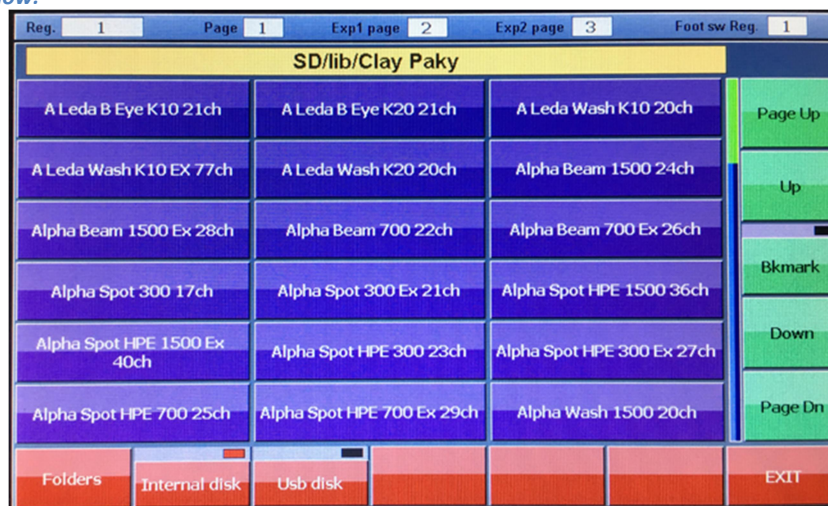 Reg. 1 Page 1 Exp1 page 2 Exp2 page 3 Foot sw Reg. 1
SD/lib/Clay Paky
A Leda B Eye K10 21ch A Leda B Eye K20 21ch A Leda Wash K10 20ch Page Up
A Leda Wash K10 EX 77ch A Leda Wash K20 20ch Alpha Beam 1500 24ch Up
Alpha Beam 1500 Ex 28ch Alpha Beam 700 22ch Alpha Beam 700 Ex 26ch
Bkmark
Alpha Spot 300 17ch Alpha Spot 300 Ex 21ch Alpha Spot HPE 1500 36ch
Alpha Spot HPE 1500 Ex
40ch
Alpha Spot HPE 300 23ch Alpha Spot HPE 300 Ex 27ch Down
Alpha Spot HPE 700 25ch Alpha Spot HPE 700 Ex 29ch Alpha Wash 1500 20ch Page Dn
Folders Internal disk Usb disk EXIT